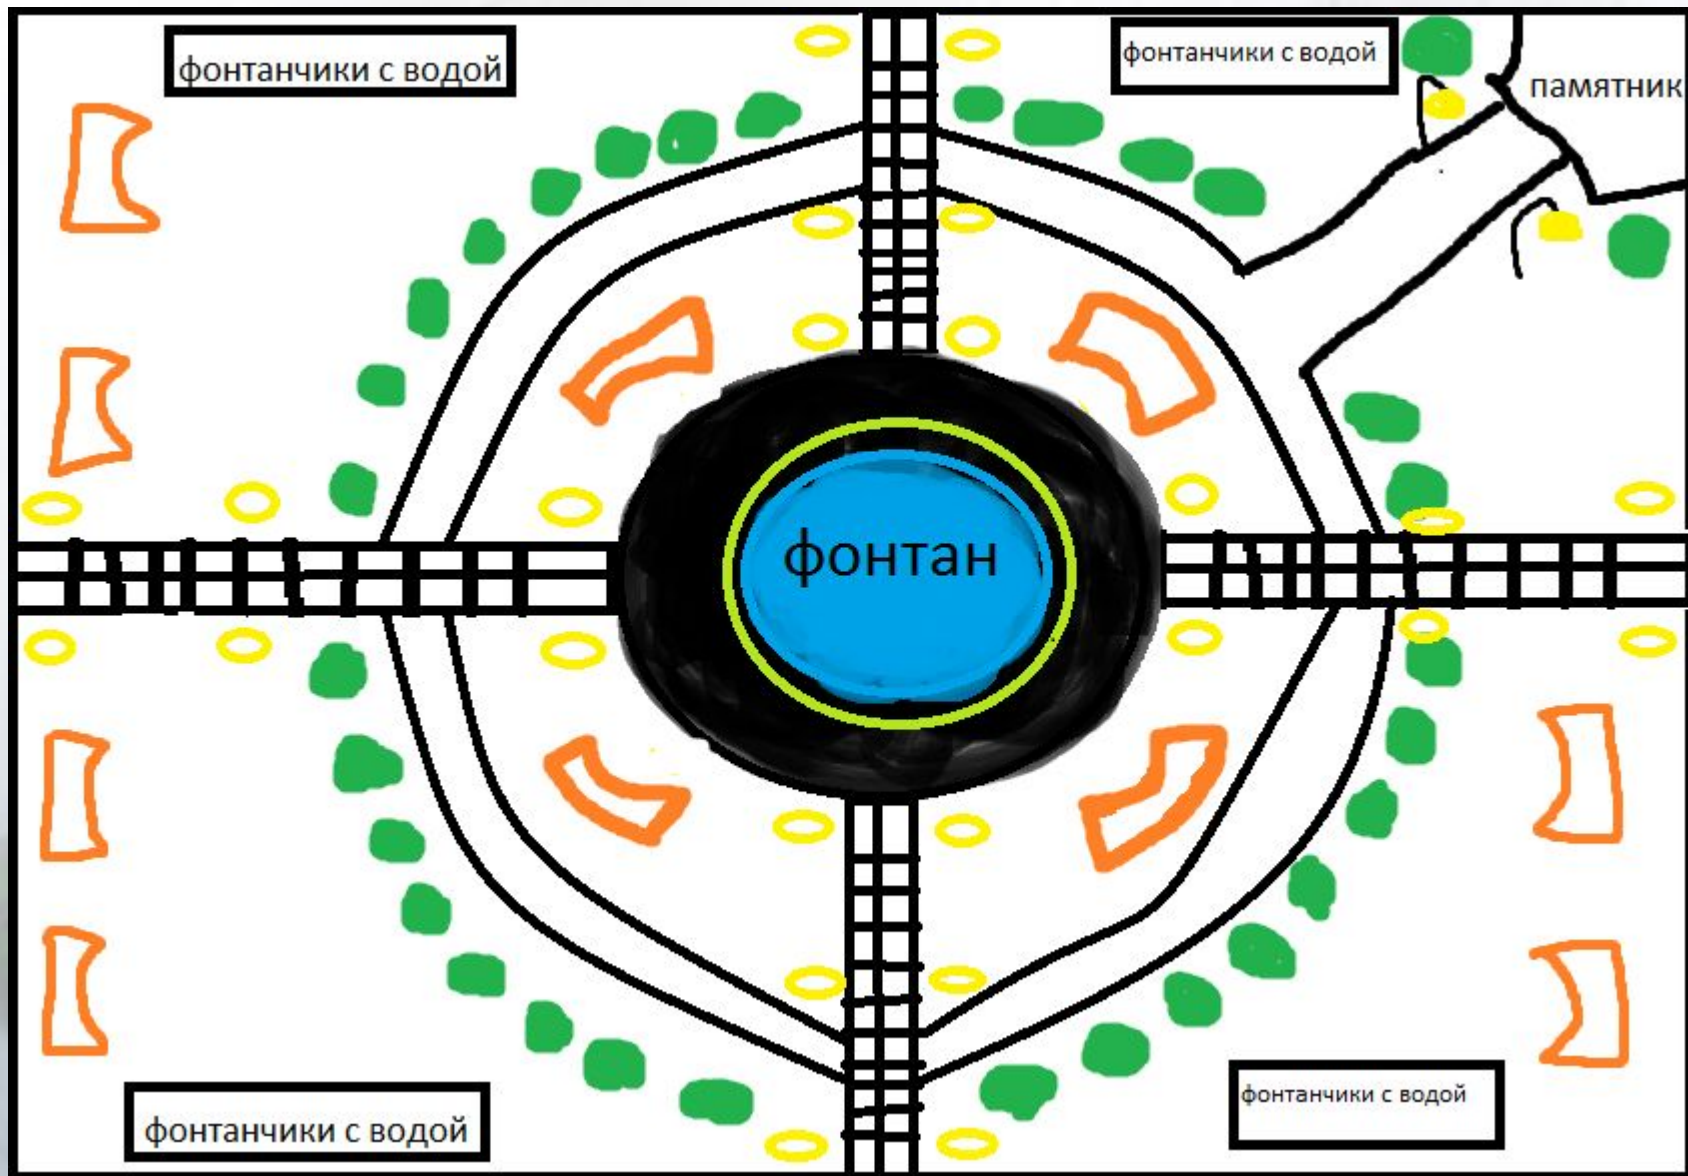 фонтанчики с водой
фонтанчики с водой
памятник
фонтан
фонтанчики с водой
фонтанчики с водой